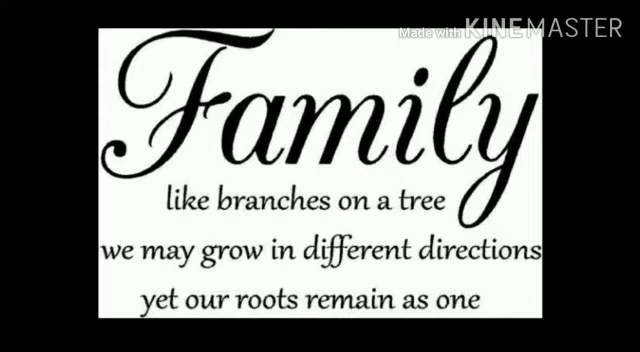 Made with KINEMASTER
Family
like branches on a tree
we may grow in different directions
yet our roots remain as one